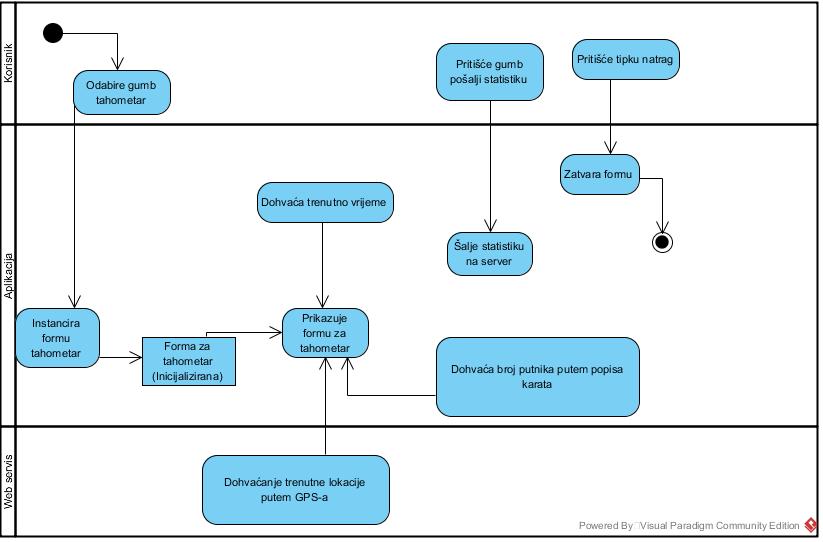 Korisnik
Odabire gumb
tahometar
Pritišće gumb
pošalji statistiku
Pritišće tipku natrag
Aplikacija
Zatvara formu
Dohvaća trenutno vrijeme
Šalje statistiku
na server
Instancira
formu
tahometar
Forma za
tahometar
(Inicijalizirana)
Prikazuje
formu za
tahometar
Dohvaća broj putnika putem popisa
karata
Web servis
Dohvaćanje trenutne lokacije
putem GPS-a
Powered By Visual Paradigm Community Edition